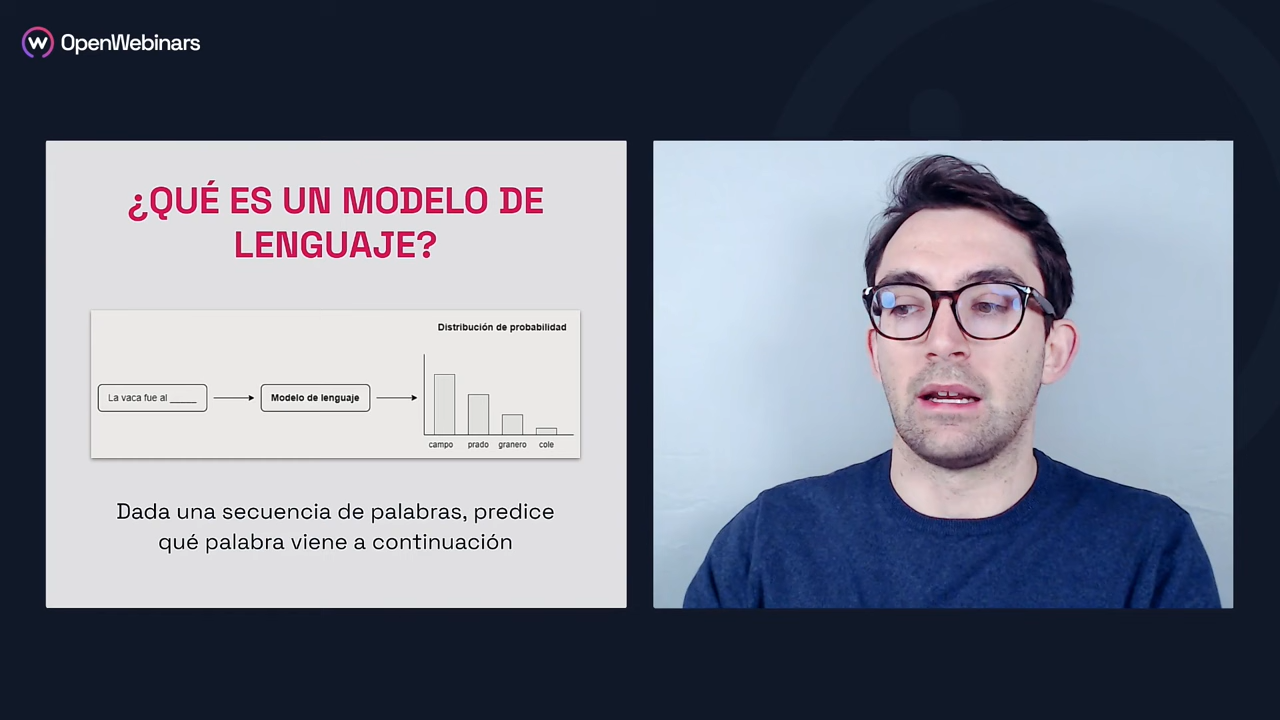 OpenWebinars
¿QUÉ ES UN MODELO DE
LENGUAJE?
Distribución de probabilidad
La vaca fue al _____
Modelo de lenguaje
campo prado granero cole
Dada una secuencia de palabras, predice
qué palabra viene a continuación